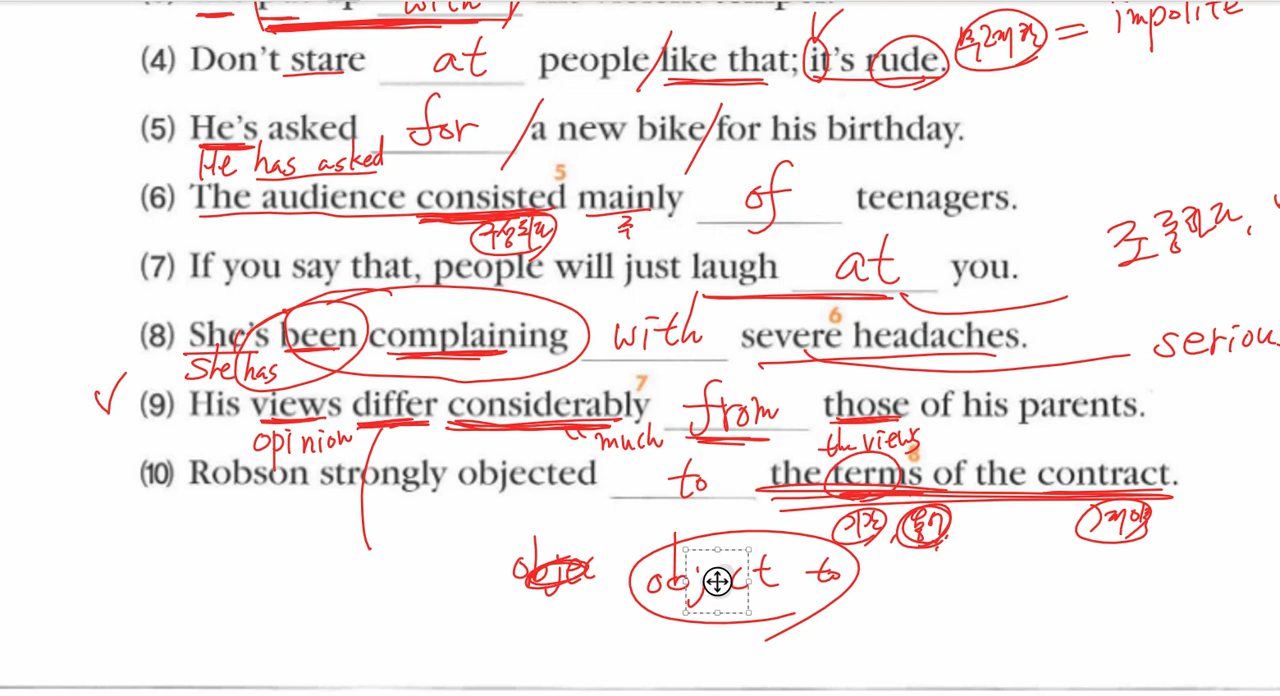 with
impolite
(4) Don't stare at people/like that; it's rude. =
(5) He's asked for /a new bike/for his birthday.
He has asked
5
(6) The audience consisted mainly of teenagers.
주
(7) If you say that, people will just laugh at you.
6
(8) She's been complaining with severe headaches.
She has
7
(9) His views differ considerably from those of his parents.
opinion much the views
8
(10) Robson strongly objected to the terms of the contract.
object to